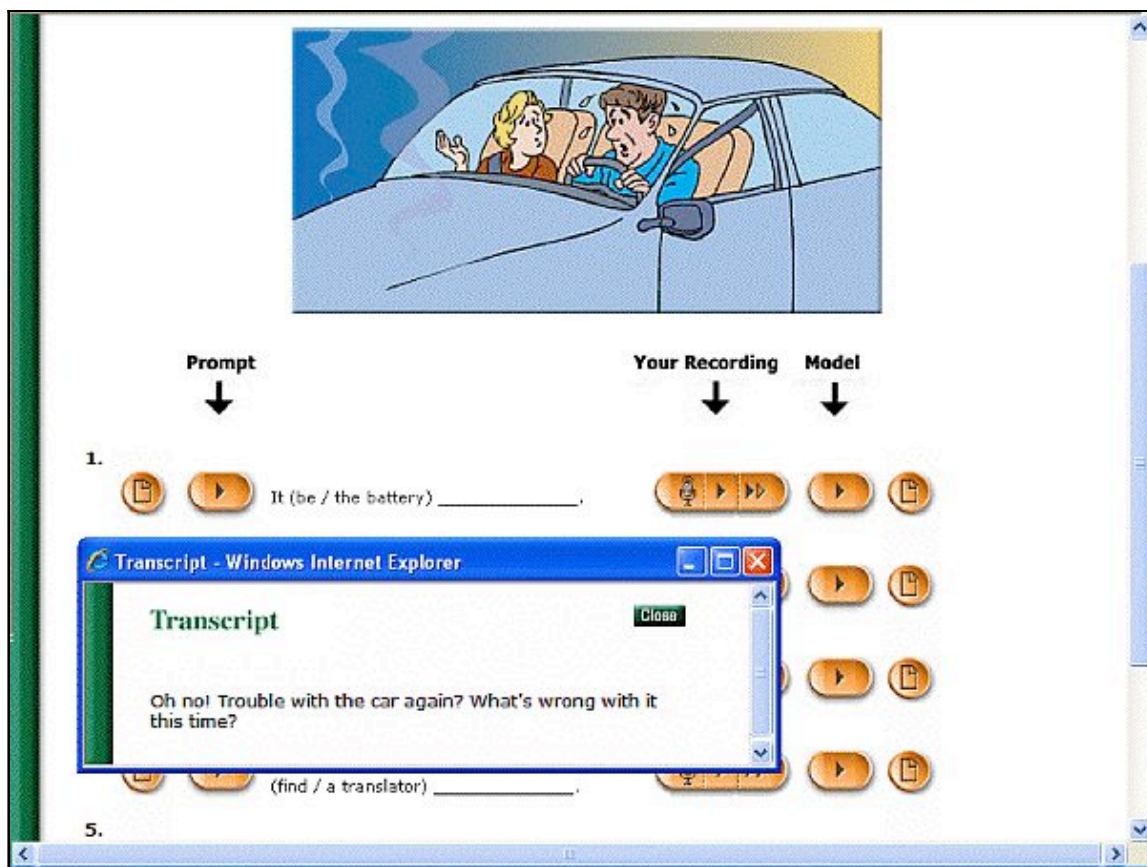 Prompt
Your Recording
Model
1.
It (be / the battery) ______________.
Transcript - Windows Internet Explorer
Transcript
Close
Oh no! Trouble with the car again? What's wrong with it
this time?
(find / a translator) ______________.
5.